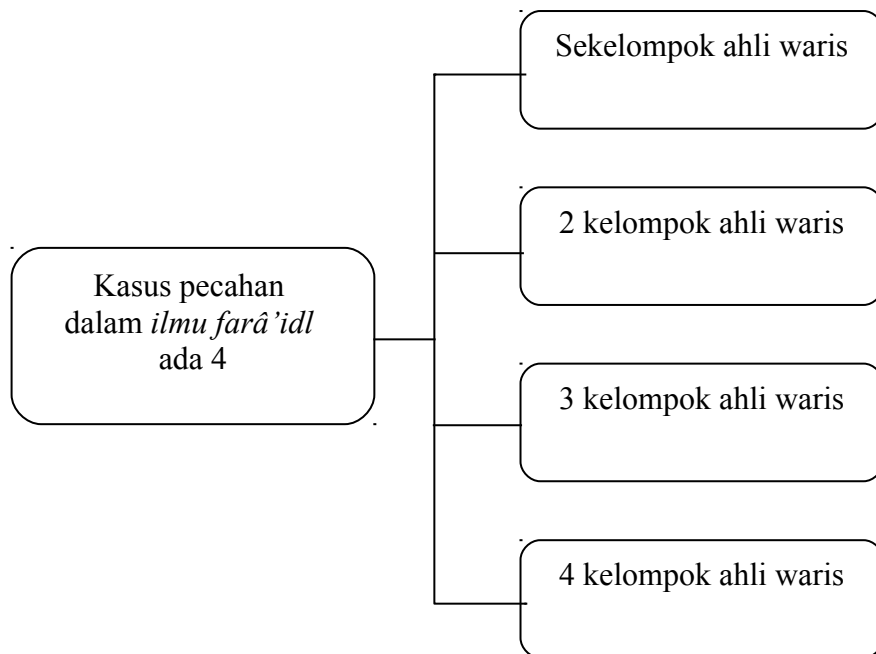 Sekelompok ahli waris
2 kelompok ahli waris
Kasus pecahan
dalam ilmu farâ’idl
ada 4
3 kelompok ahli waris
4 kelompok ahli waris